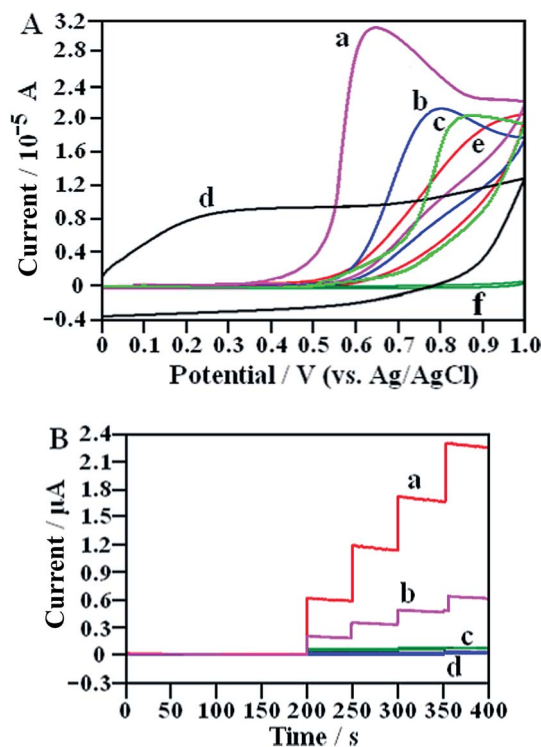 A
3.2
2.8
2.4
2.0
1.6
1.2
0.8
0.4
0
−0.4
Current / 10⁻⁵ A
a
b
c
e
d
f
0 0.1 0.2 0.3 0.4 0.5 0.6 0.7 0.8 0.9 1.0
Potential / V (vs. Ag/AgCl)
B
2.4
2.1
1.8
1.5
1.2
0.9
0.6
0.3
0
−0.3
Current / µA
a
b
c
d
0 50 100 150 200 250 300 350 400
Time / s